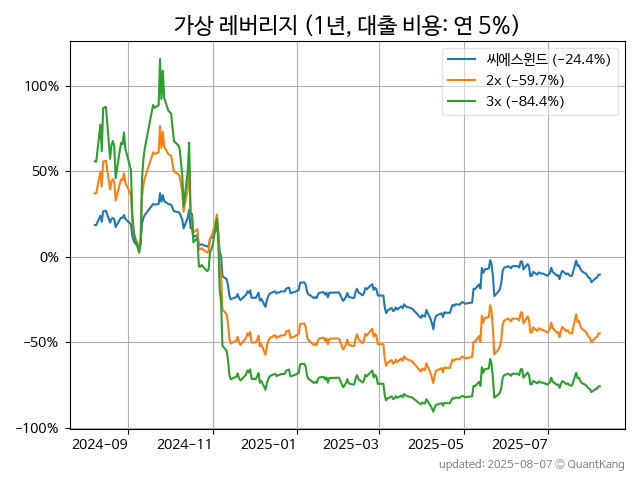 가상 레버리지 (1년, 대출 비용: 연 5%)
씨에스윈드 (−24.4%)
2x (−59.7%)
3x (−84.4%)
100%
50%
0%
−50%
−100%
2024-09 2024-11 2025-01 2025-03 2025-05 2025-07
updated: 2025-08-07 © QuantKang